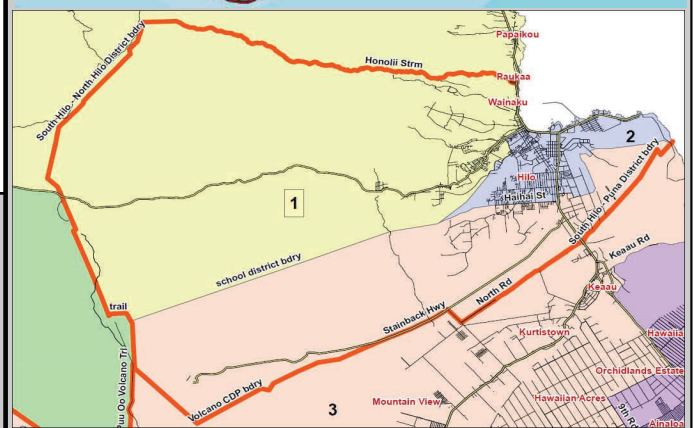 Papaikou
South Hilo - North Hilo District bdry
Honolii Strm
Paukaa
Wainaku
2
Hilo
South Hilo - Puna District bdry
Haihai St
1
Keaau Rd
school district bdry
North Rd
Keaau
trail
Stainback Hwy
Kurtistown
Hawaiia
Puu Oo Volcano Trl
Orchidlands Estate
Volcano CDP bdry
Mountain View
Hawaiian Acres
3
9th Rd
Ainaloa